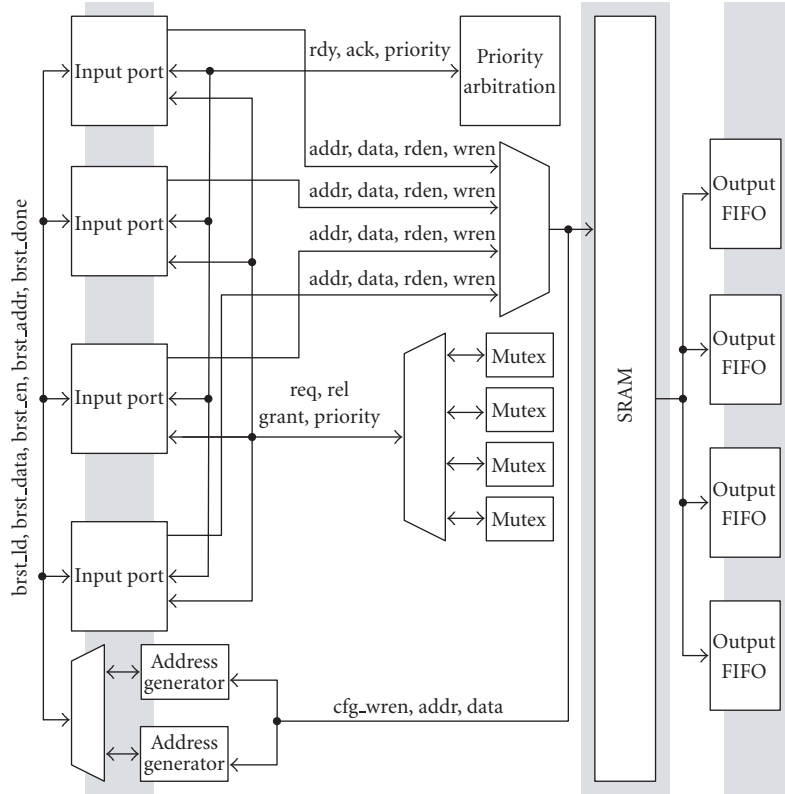 Input port
rdy, ack, priority
Priority
arbitration
addr, data, rden, wren
Input port
addr, data, rden, wren
addr, data, rden, wren
addr, data, rden, wren
Output
FIFO
Output
FIFO
Input port
req, rel
grant, priority
Mutex
Mutex
Mutex
Mutex
SRAM
brst_ld, brst_data, brst_en, brst_addr, brst_done
Output
FIFO
Input port
Output
FIFO
Address
generator
cfg_wren, addr, data
Address
generator